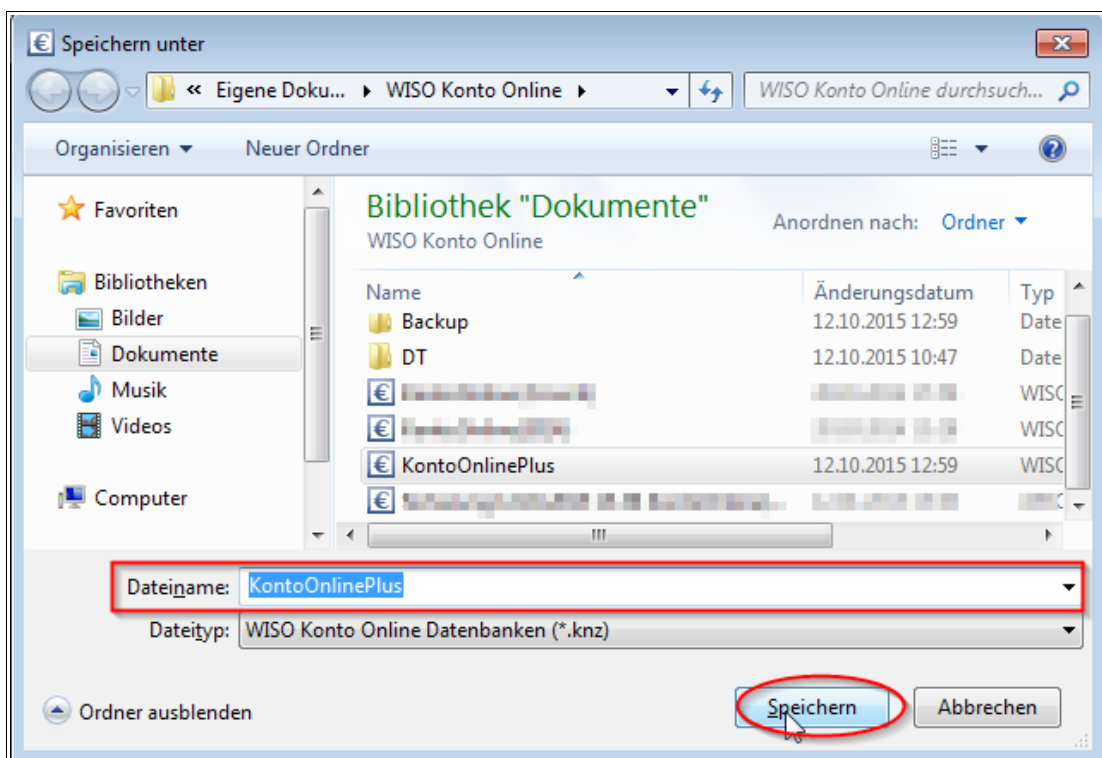 Speichern unter
« Eigene Doku... ▸ WISO Konto Online ▸ WISO Konto Online durchsuch...
Organisieren Neuer Ordner
Favoriten
Bibliotheken
Bilder
Dokumente
Musik
Videos
Computer
Bibliothek "Dokumente"
WISO Konto Online
Anordnen nach: Ordner
Name Änderungsdatum Typ
Backup 12.10.2015 12:59 Date
DT 12.10.2015 10:47 Date
WISO
WISO
KontoOnlinePlus 12.10.2015 12:59 WISO
Dateiname: KontoOnlinePlus
Dateityp: WISO Konto Online Datenbanken (*.knz)
Ordner ausblenden Speichern Abbrechen